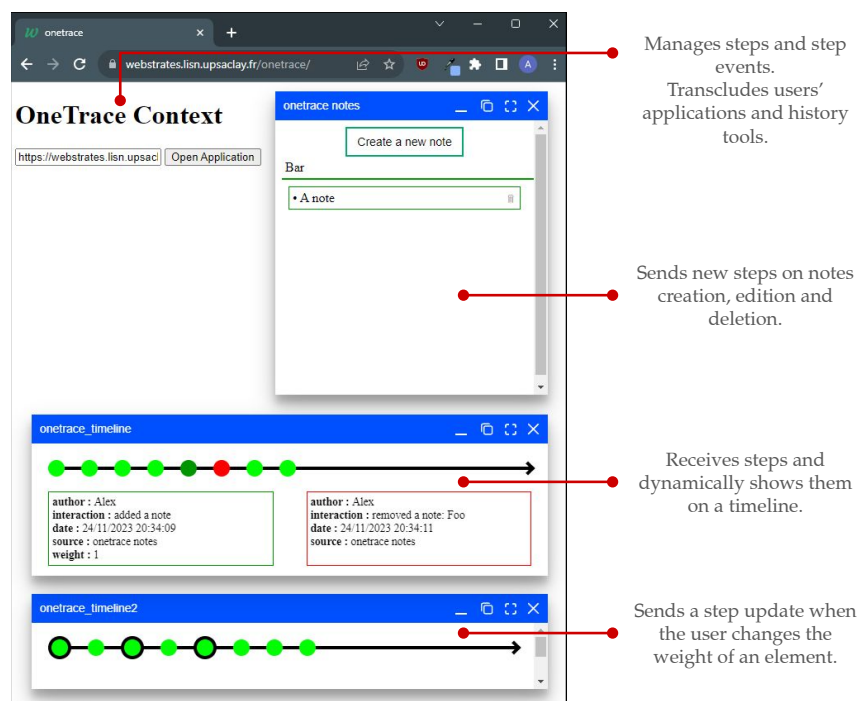 onetrace
webstrates.lisn.upsaclay.fr/onetrace/
A
OneTrace Context
https://webstrates.lisn.upsacl
Open Application
onetrace notes
Create a new note
Bar
• A note
onetrace_timeline
author : Alex
interaction : added a note
date : 24/11/2023 20:34:09
source : onetrace notes
weight : 1
author : Alex
interaction : removed a note: Foo
date : 24/11/2023 20:34:11
source : onetrace notes
onetrace_timeline2
Manages steps and step
events.
Transcludes users’
applications and history
tools.
Sends new steps on notes
creation, edition and
deletion.
Receives steps and
dynamically shows them
on a timeline.
Sends a step update when
the user changes the
weight of an element.